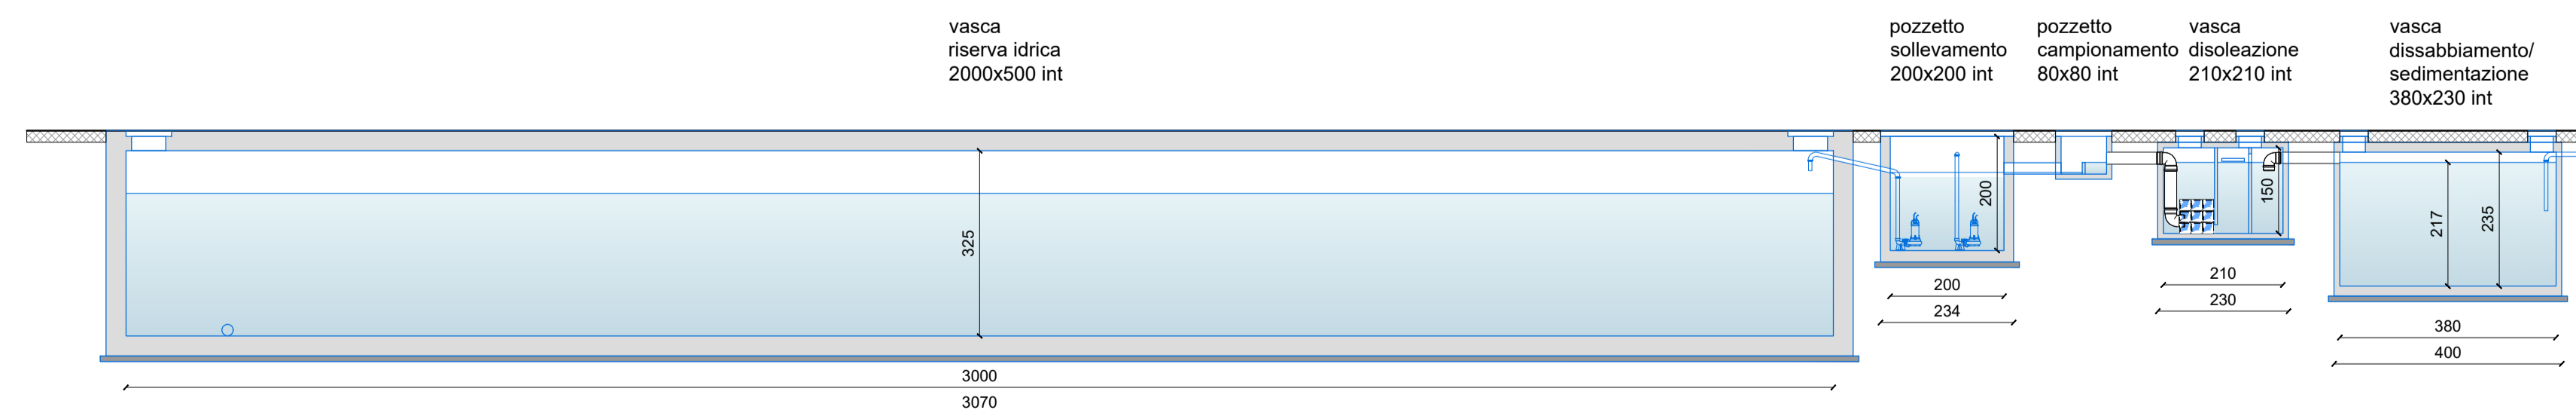 vasca
riserva idrica
2000x500 int
pozzetto
sollevamento
200x200 int
pozzetto
campionamento
80x80 int
vasca
disoleazione
210x210 int
vasca
dissabbiamento/
sedimentazione
380x230 int
325
200
150
217
235
3000
3070
200
234
210
230
380
400